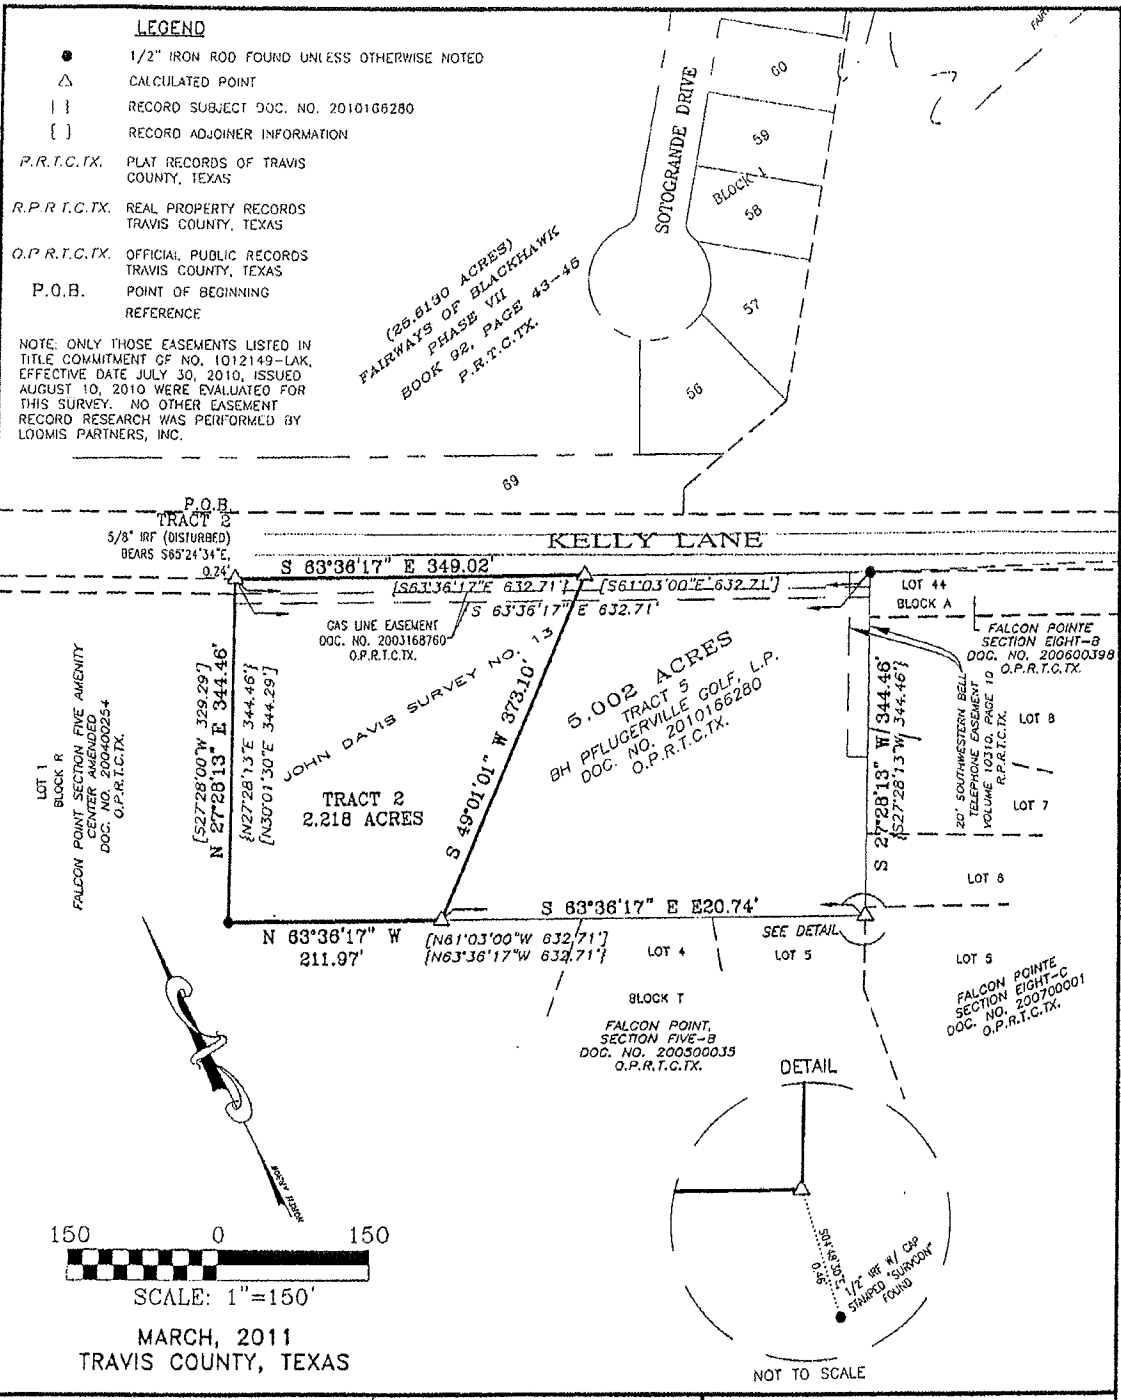 LEGEND
1/2" IRON ROD FOUND UNLESS OTHERWISE NOTED
CALCULATED POINT
[ ] RECORD SUBJECT DOC. NO. 2010166280
{ } RECORD ADJOINER INFORMATION
P.R.T.C.TX. PLAT RECORDS OF TRAVIS
COUNTY, TEXAS
R.P.R T.C.TX. REAL PROPERTY RECORDS
TRAVIS COUNTY, TEXAS
O.P R.T.C.TX. OFFICIAL PUBLIC RECORDS
TRAVIS COUNTY, TEXAS
P.O.B. POINT OF BEGINNING
REFERENCE
NOTE: ONLY THOSE EASEMENTS LISTED IN
TITLE COMMITMENT GF NO. 1012149-LAK,
EFFECTIVE DATE JULY 30, 2010, ISSUED
AUGUST 10, 2010 WERE EVALUATED FOR
THIS SURVEY. NO OTHER EASEMENT
RECORD RESEARCH WAS PERFORMED BY
LOOMIS PARTNERS, INC.
(26.8130 ACRES)
FAIRWAYS OF BLACKHAWK
PHASE VII
BOOK 92, PAGE 43-46
P.R.T.C.TX.
SOTOGRANDE DRIVE
60
59
BLOCK 1
58
57
56
69
P.O.B.
TRACT 2
5/8" IRF (DISTURBED)
BEARS S65°24'34"E,
0.24'
KELLY LANE
S 63°36'17" E 349.02'
[S63°36'17"E 632.71']
[S61°03'00"E 632.71']
S 63°36'17" E 632.71'
GAS LINE EASEMENT
DOC. NO. 2003168760
O.P.R.T.C.TX.
JOHN DAVIS SURVEY NO. 13
LOT 44
BLOCK A
FALCON POINTE
SECTION EIGHT-B
DOC. NO. 200600398
O.P.R.T.C.TX.
5.002 ACRES
TRACT 5
BH PFLUGERVILLE GOLF, L.P.
DOC. NO. 2010166280
O.P.R.T.C.TX.
LOT 1
BLOCK R
FALCON POINT SECTION FIVE AMENITY
CENTER AMENDED
DOC. NO. 200400254
O.P.R.T.C.TX.
[S27°28'00"W 329.29']
N 27°28'13" E 344.46'
{N27°28'13"E 344.46'}
[N30°01'30"E 344.29']
TRACT 2
2.218 ACRES
S 49°01'01" W 373.10'
S 27°28'13" W 344.46'
{S27°28'13"W 344.46'}
20' SOUTHWESTERN BELL
TELEPHONE EASEMENT
VOLUME 10310, PAGE 10
R.P.R.T.C.TX.
LOT 8
LOT 7
LOT 6
S 63°36'17" E E20.74'
N 63°36'17" W
211.97'
[N61°03'00"W 632.71']
{N63°36'17"W 632.71'}
SEE DETAIL
LOT 4
LOT 5
LOT 5
BLOCK T
FALCON POINT,
SECTION FIVE-B
DOC. NO. 200500035
O.P.R.T.C.TX.
FALCON POINTE
SECTION EIGHT-C
DOC. NO. 200700001
O.P.R.T.C.TX.
DETAIL
S04°48'30"E
0.46'
1/2" IRF W/ CAP
STAMPED "SURVCON"
FOUND
NOT TO SCALE
150 0 150
SCALE: 1"=150'
MARCH, 2011
TRAVIS COUNTY, TEXAS